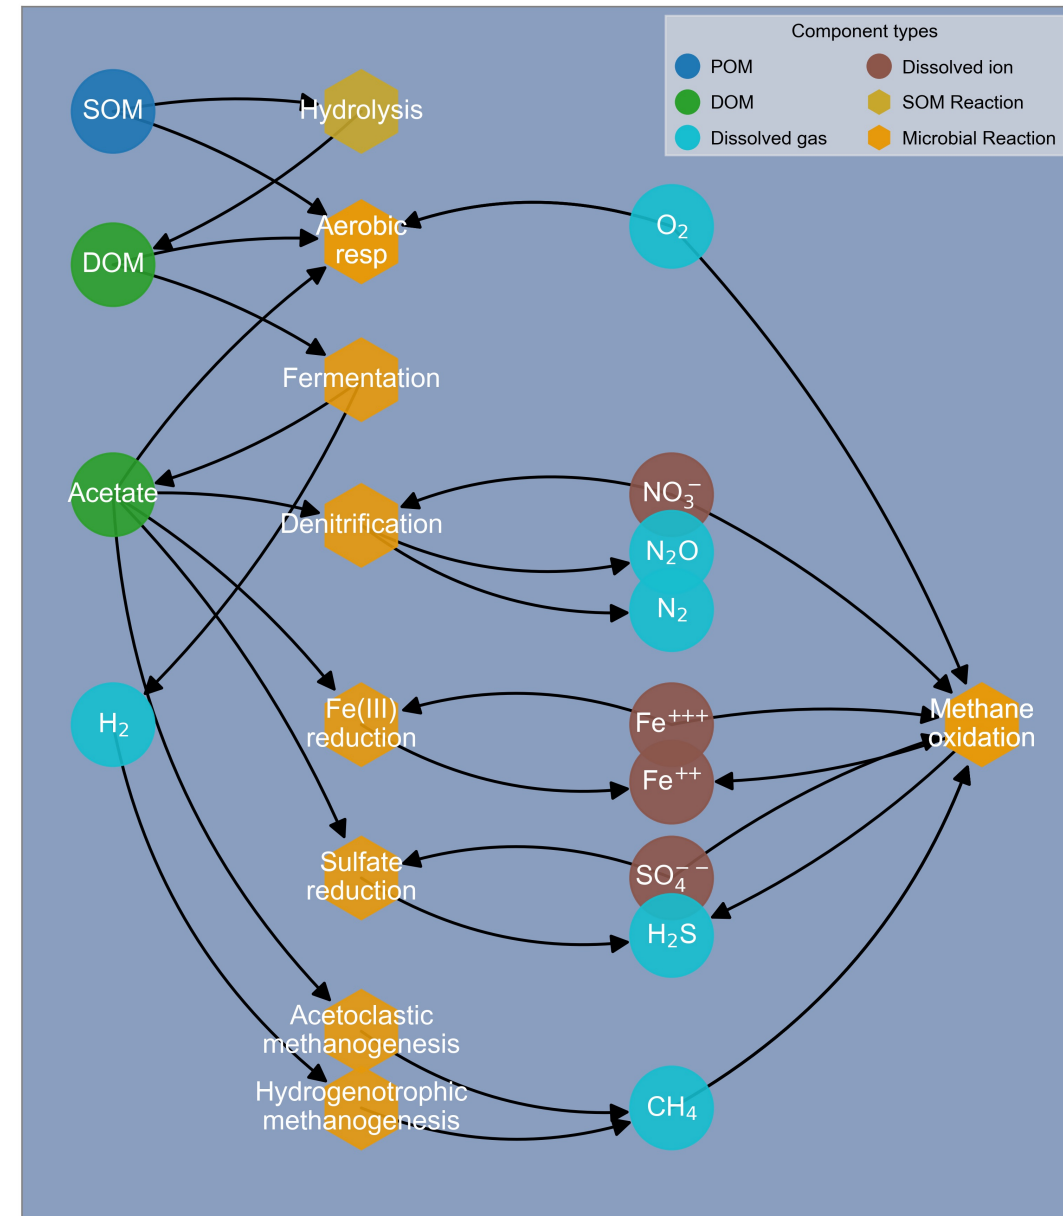 Component types
POM
DOM
Dissolved gas
Dissolved ion
SOM Reaction
Microbial Reaction
SOM
Hydrolysis
DOM
Aerobic
resp
O₂
Fermentation
Acetate
Denitrification
NO₃⁻
N₂O
N₂
H₂
Fe(III)
reduction
Fe⁺⁺⁺
Fe⁺⁺
Methane
oxidation
Sulfate
reduction
SO₄⁻⁻
H₂S
Acetoclastic
methanogenesis
Hydrogenotrophic
methanogenesis
CH₄